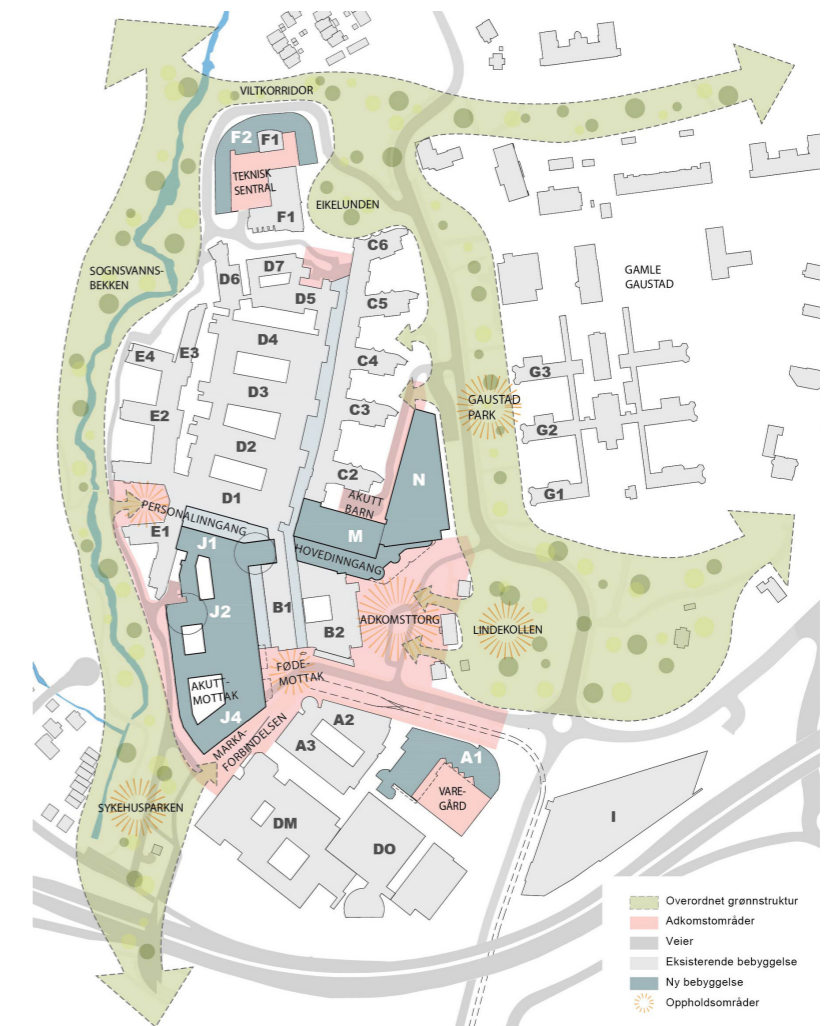 VILTKORRIDOR
F2
F1
TEKNISK
SENTRAL
F1
EIKELUNDEN
C6
SOGNSVANNS-
BEKKEN
D6
D7
D5
C5
GAMLE
GAUSTAD
D4
E4
E3
C4
G3
D3
GAUSTAD
PARK
E2
C3
G2
D2
C2
N
D1
AKUTT
BARN
G1
PERSONALINNGANG
E1
J1
M
HOVEDINNGANG
J2
B1
B2
ADKOMSTTORG
LINDEKOLLEN
FØDE-
MOTTAK
AKUTT-
MOTTAK
J4
MARKA-
FORBINDELSEN
A2
A3
A1
VARE-
GÅRD
SYKEHUSPARKEN
DM
DO
I
Overordnet grønnstruktur
Adkomstområder
Veier
Eksisterende bebyggelse
Ny bebyggelse
Oppholdsområder